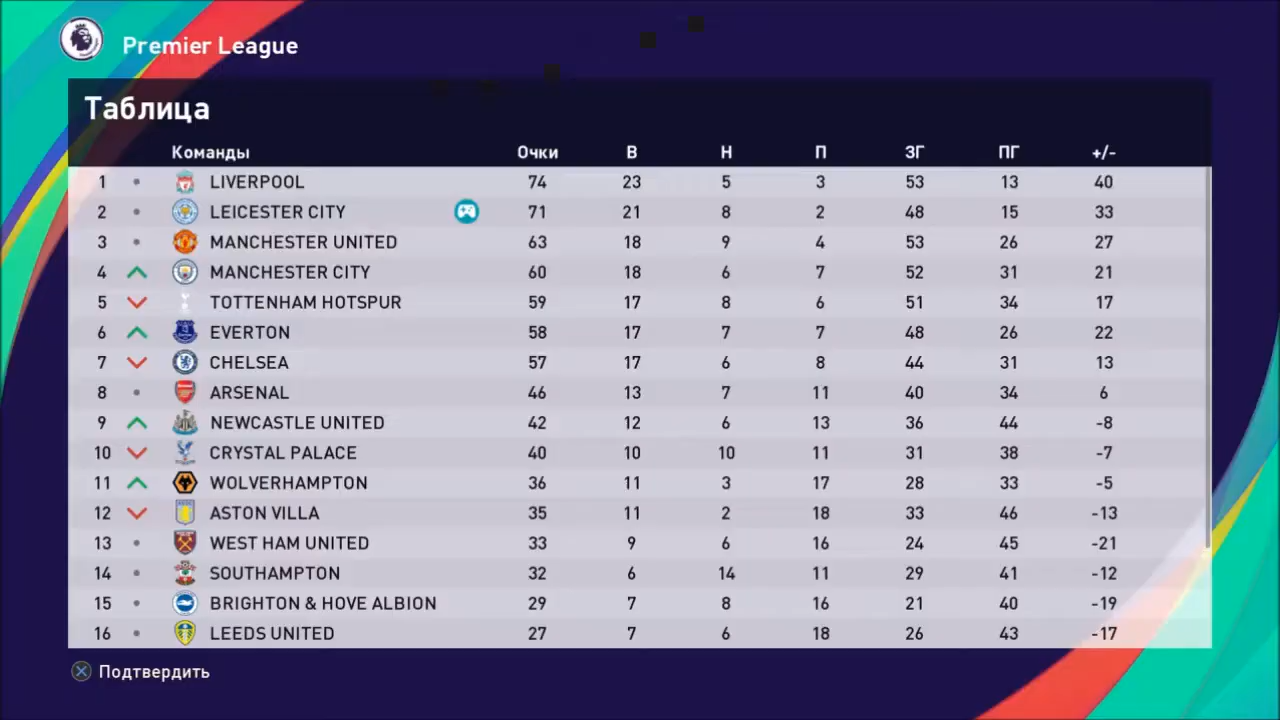 Premier League
Таблица
Команды Очки В Н П ЗГ ПГ +/-
1 LIVERPOOL 74 23 5 3 53 13 40
2 LEICESTER CITY 71 21 8 2 48 15 33
3 MANCHESTER UNITED 63 18 9 4 53 26 27
4 MANCHESTER CITY 60 18 6 7 52 31 21
5 TOTTENHAM HOTSPUR 59 17 8 6 51 34 17
6 EVERTON 58 17 7 7 48 26 22
7 CHELSEA 57 17 6 8 44 31 13
8 ARSENAL 46 13 7 11 40 34 6
9 NEWCASTLE UNITED 42 12 6 13 36 44 -8
10 CRYSTAL PALACE 40 10 10 11 31 38 -7
11 WOLVERHAMPTON 36 11 3 17 28 33 -5
12 ASTON VILLA 35 11 2 18 33 46 -13
13 WEST HAM UNITED 33 9 6 16 24 45 -21
14 SOUTHAMPTON 32 6 14 11 29 41 -12
15 BRIGHTON & HOVE ALBION 29 7 8 16 21 40 -19
16 LEEDS UNITED 27 7 6 18 26 43 -17
Подтвердить